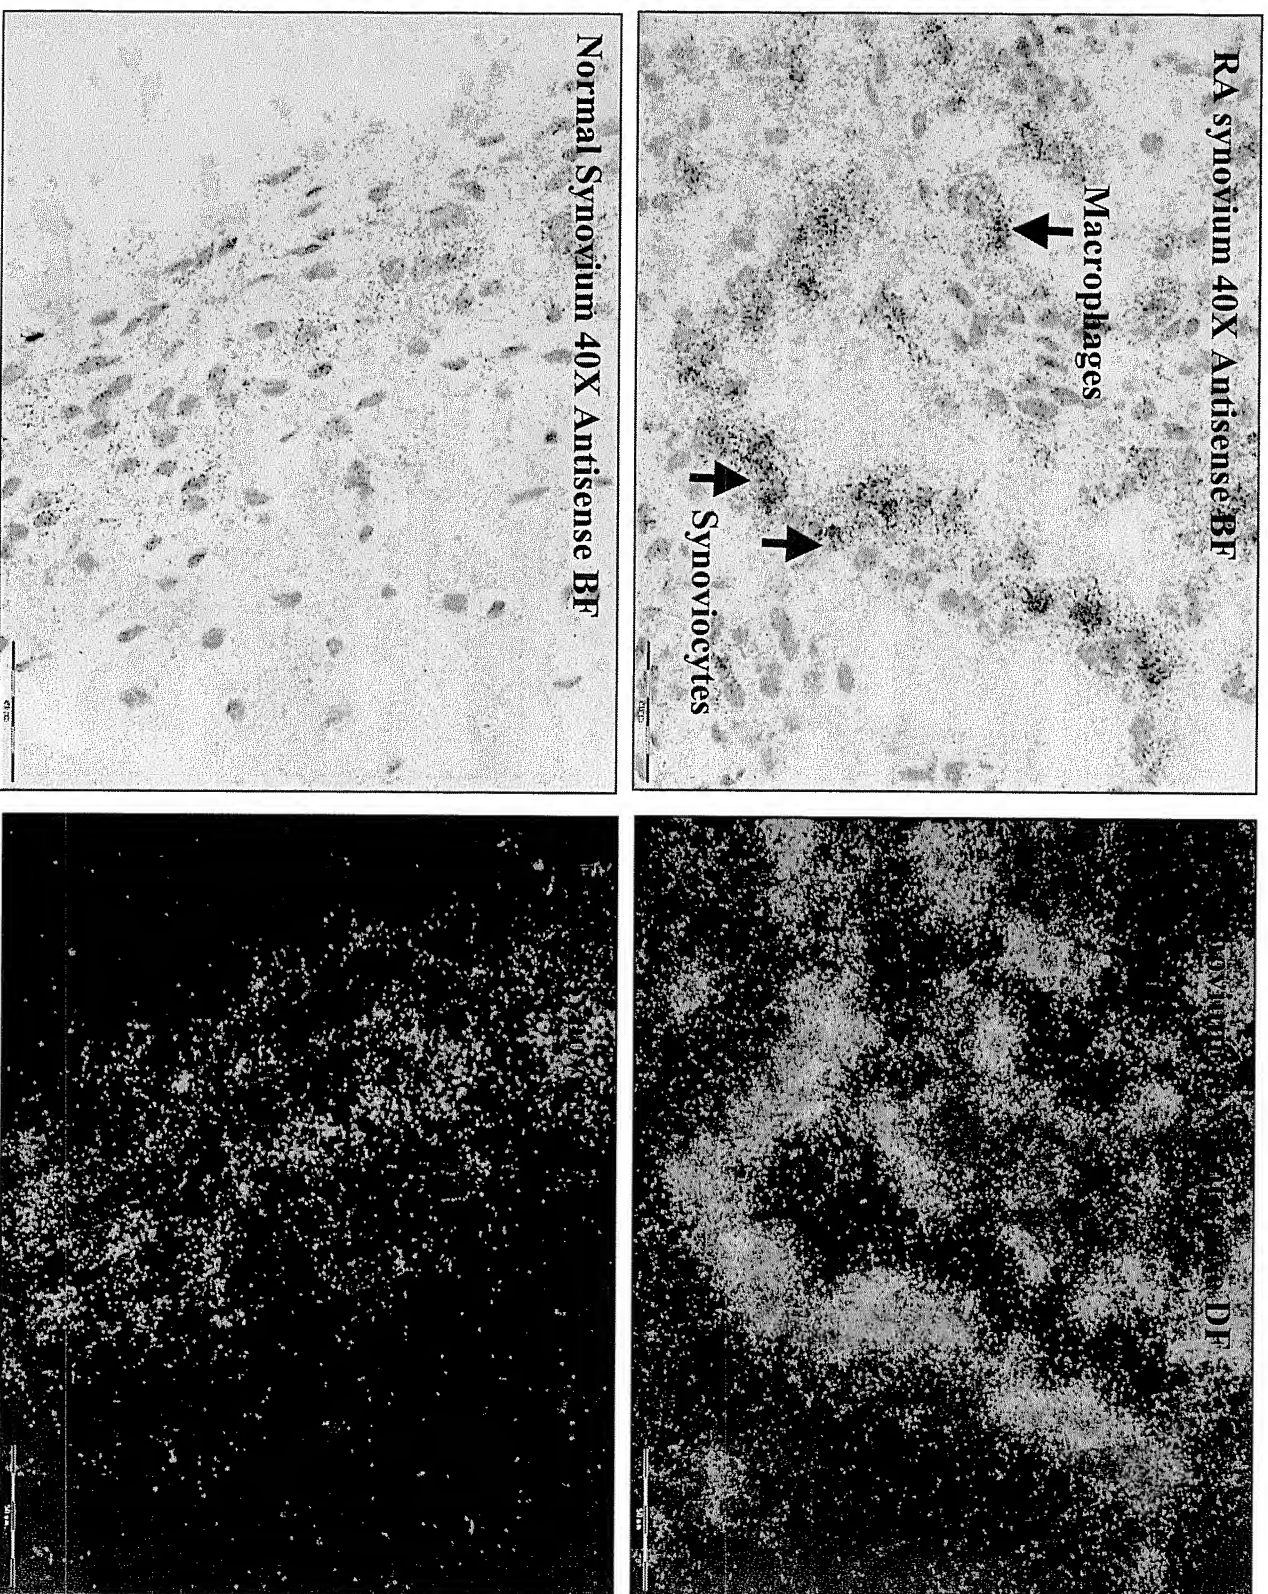 RA synovium 40X Antisense BF
Macrophages
Synoviocytes
DF
Normal Synovium 40X Antisense BF